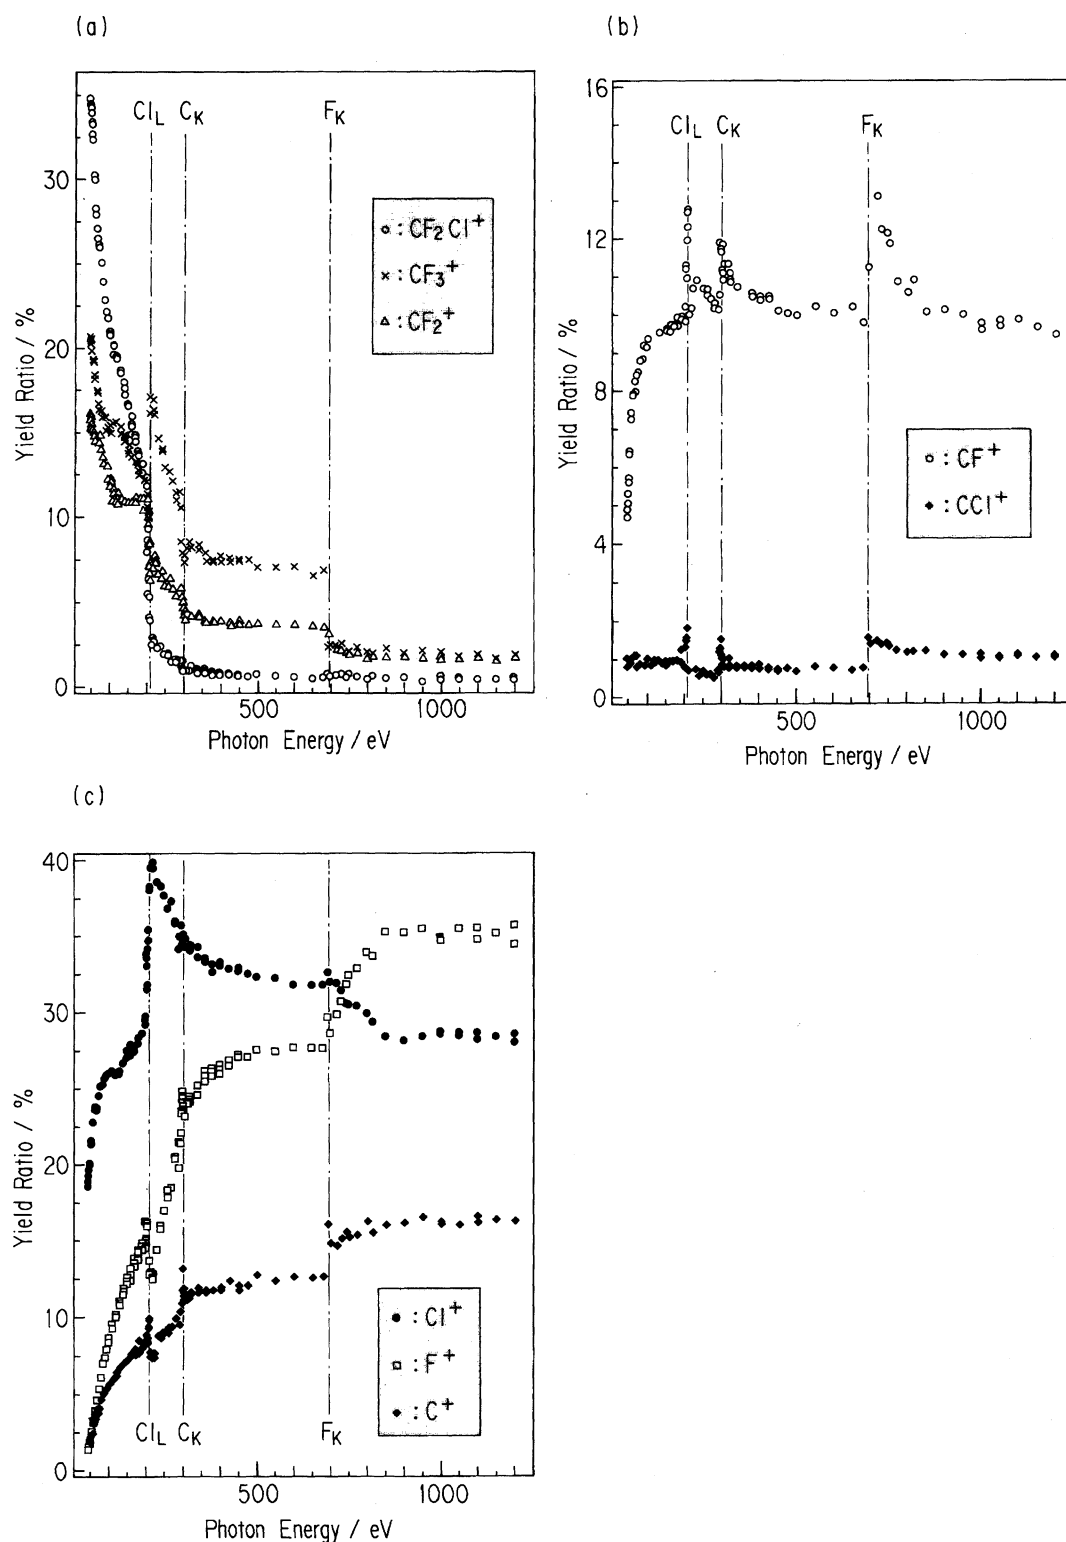 (a)
Cl_L C_K F_K
30
20
10
0
○ : CF₂Cl⁺
× : CF₃⁺
△ : CF₂⁺
Yield Ratio / %
500 1000
Photon Energy / eV
(b)
16
Cl_L C_K F_K
12
8
4
0
○ : CF⁺
◆ : CCl⁺
Yield Ratio / %
500 1000
Photon Energy / eV
(c)
40
30
20
10
0
● : Cl⁺
□ : F⁺
◆ : C⁺
Cl_L C_K F_K
Yield Ratio / %
500 1000
Photon Energy / eV